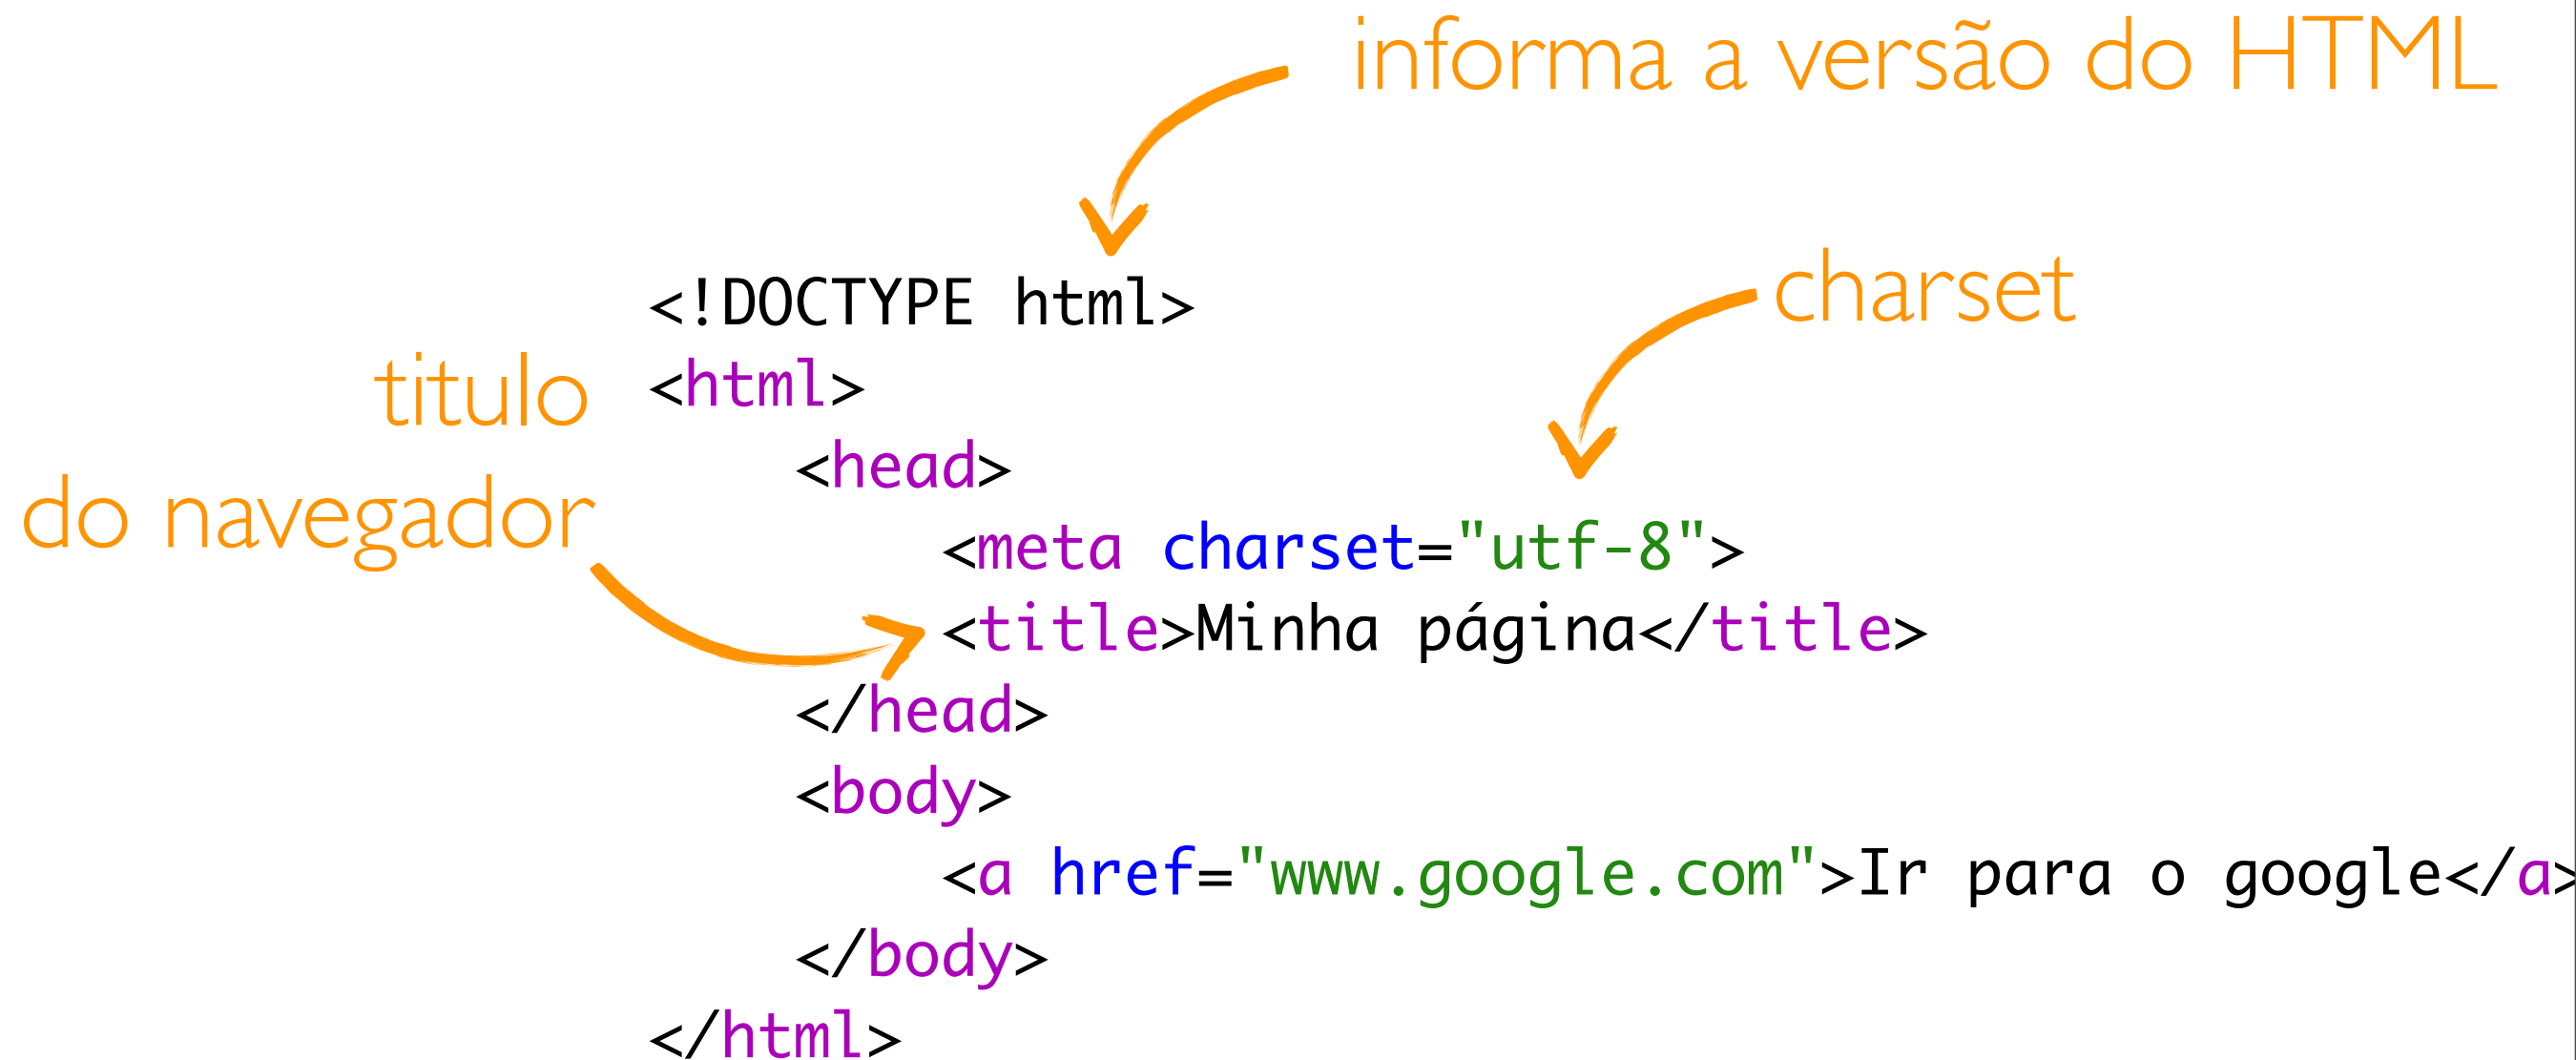 informa a versão do HTML
charset
titulo
do navegador
<!DOCTYPE html>
<html>
<head>
<meta charset="utf-8">
<title>Minha página</title>
</head>
<body>
<a href="www.google.com">Ir para o google</a>
</body>
</html>